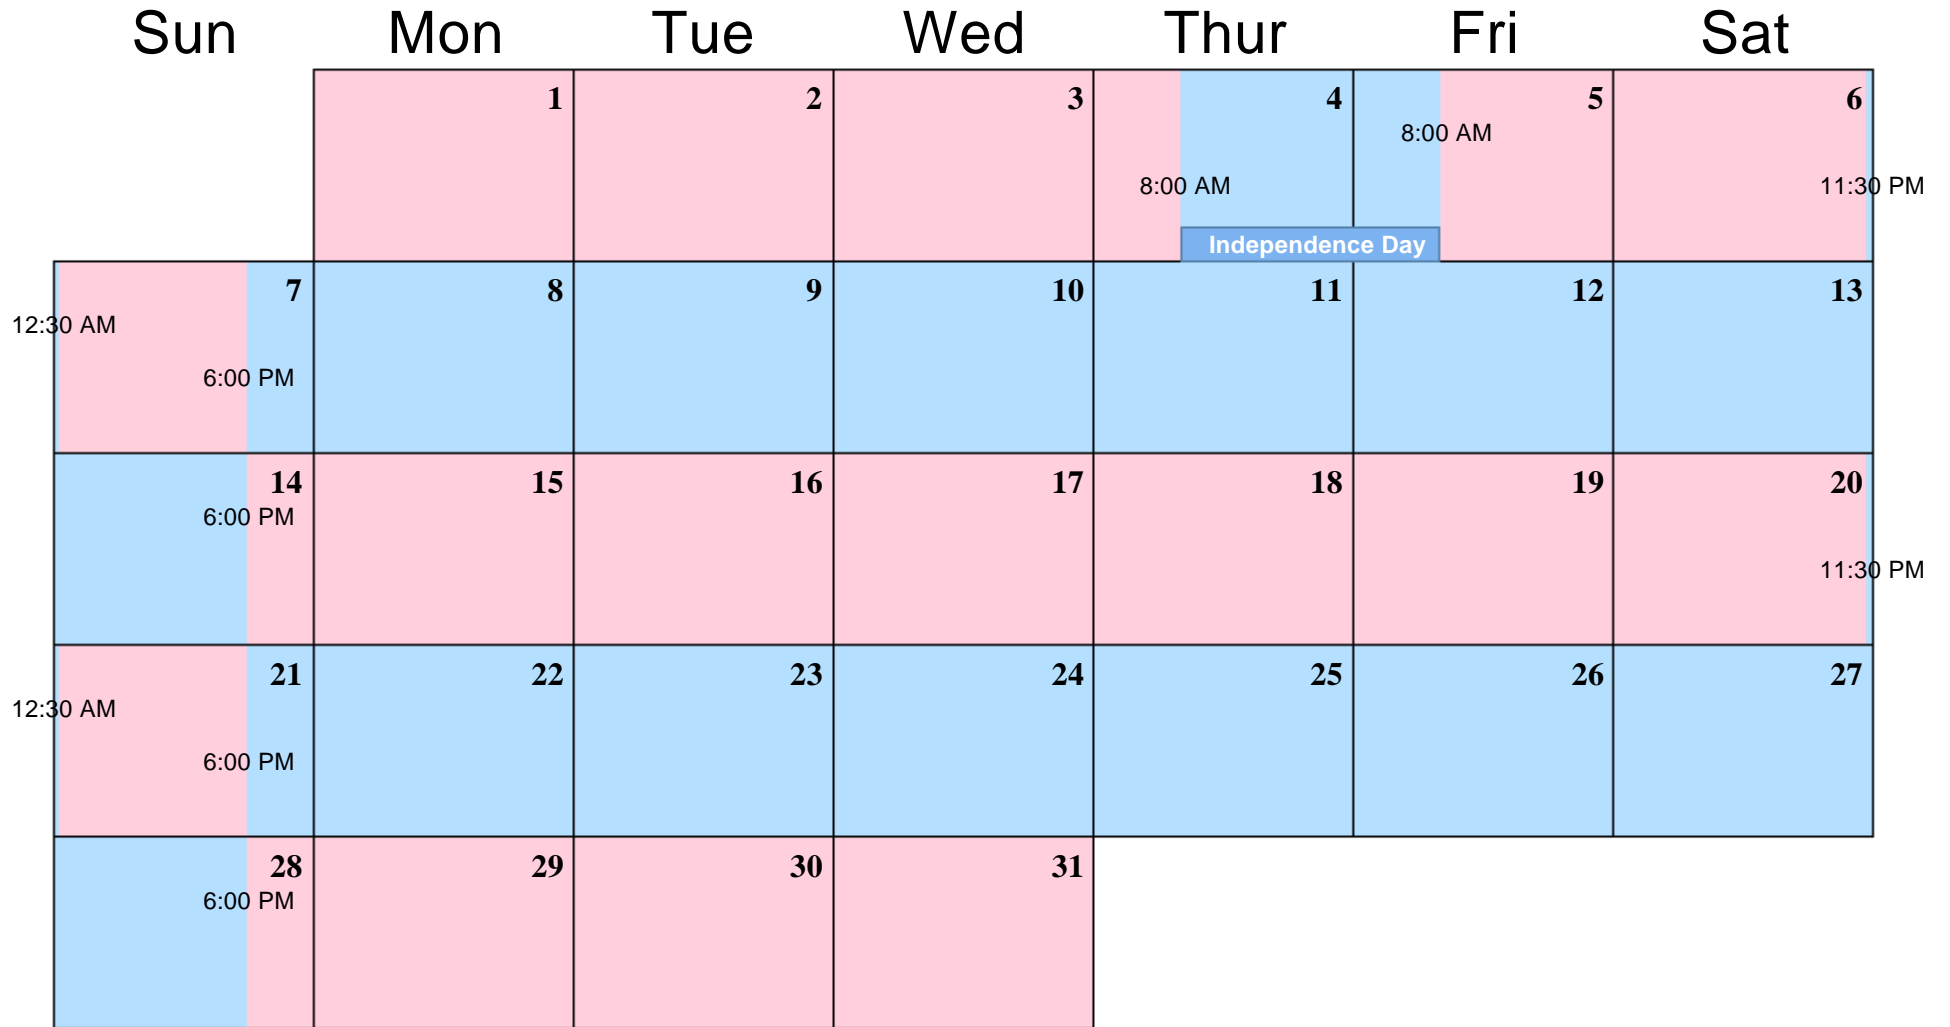 Sun Mon Tue Wed Thur Fri Sat
1 2 3 4 5 6
8:00 AM
8:00 AM 11:30 PM
Independence Day
7 8 9 10 11 12 13
12:30 AM
6:00 PM
14 15 16 17 18 19 20
6:00 PM
11:30 PM
21 22 23 24 25 26 27
12:30 AM
6:00 PM
28 29 30 31
6:00 PM